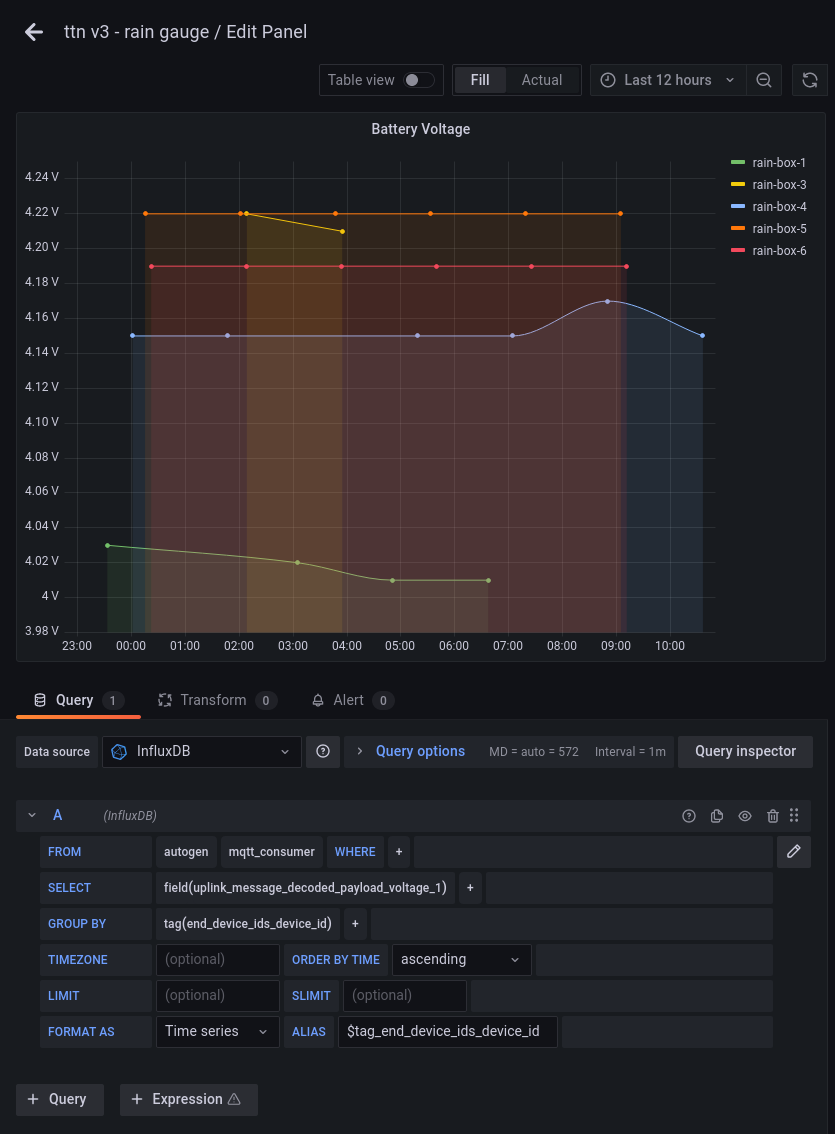 ttn v3 - rain gauge / Edit Panel
Table view Fill Actual Last 12 hours
Battery Voltage
4.24 V
4.22 V
4.20 V
4.18 V
4.16 V
4.14 V
4.12 V
4.10 V
4.08 V
4.06 V
4.04 V
4.02 V
4 V
3.98 V
23:00 00:00 01:00 02:00 03:00 04:00 05:00 06:00 07:00 08:00 09:00 10:00
rain-box-1
rain-box-3
rain-box-4
rain-box-5
rain-box-6
Query 1 Transform 0 Alert 0
Data source InfluxDB Query options MD = auto = 572 Interval = 1m Query inspector
A (InfluxDB)
FROM autogen mqtt_consumer WHERE +
SELECT field(uplink_message_decoded_payload_voltage_1) +
GROUP BY tag(end_device_ids_device_id) +
TIMEZONE (optional) ORDER BY TIME ascending
LIMIT (optional) SLIMIT (optional)
FORMAT AS Time series ALIAS $tag_end_device_ids_device_id
+ Query + Expression